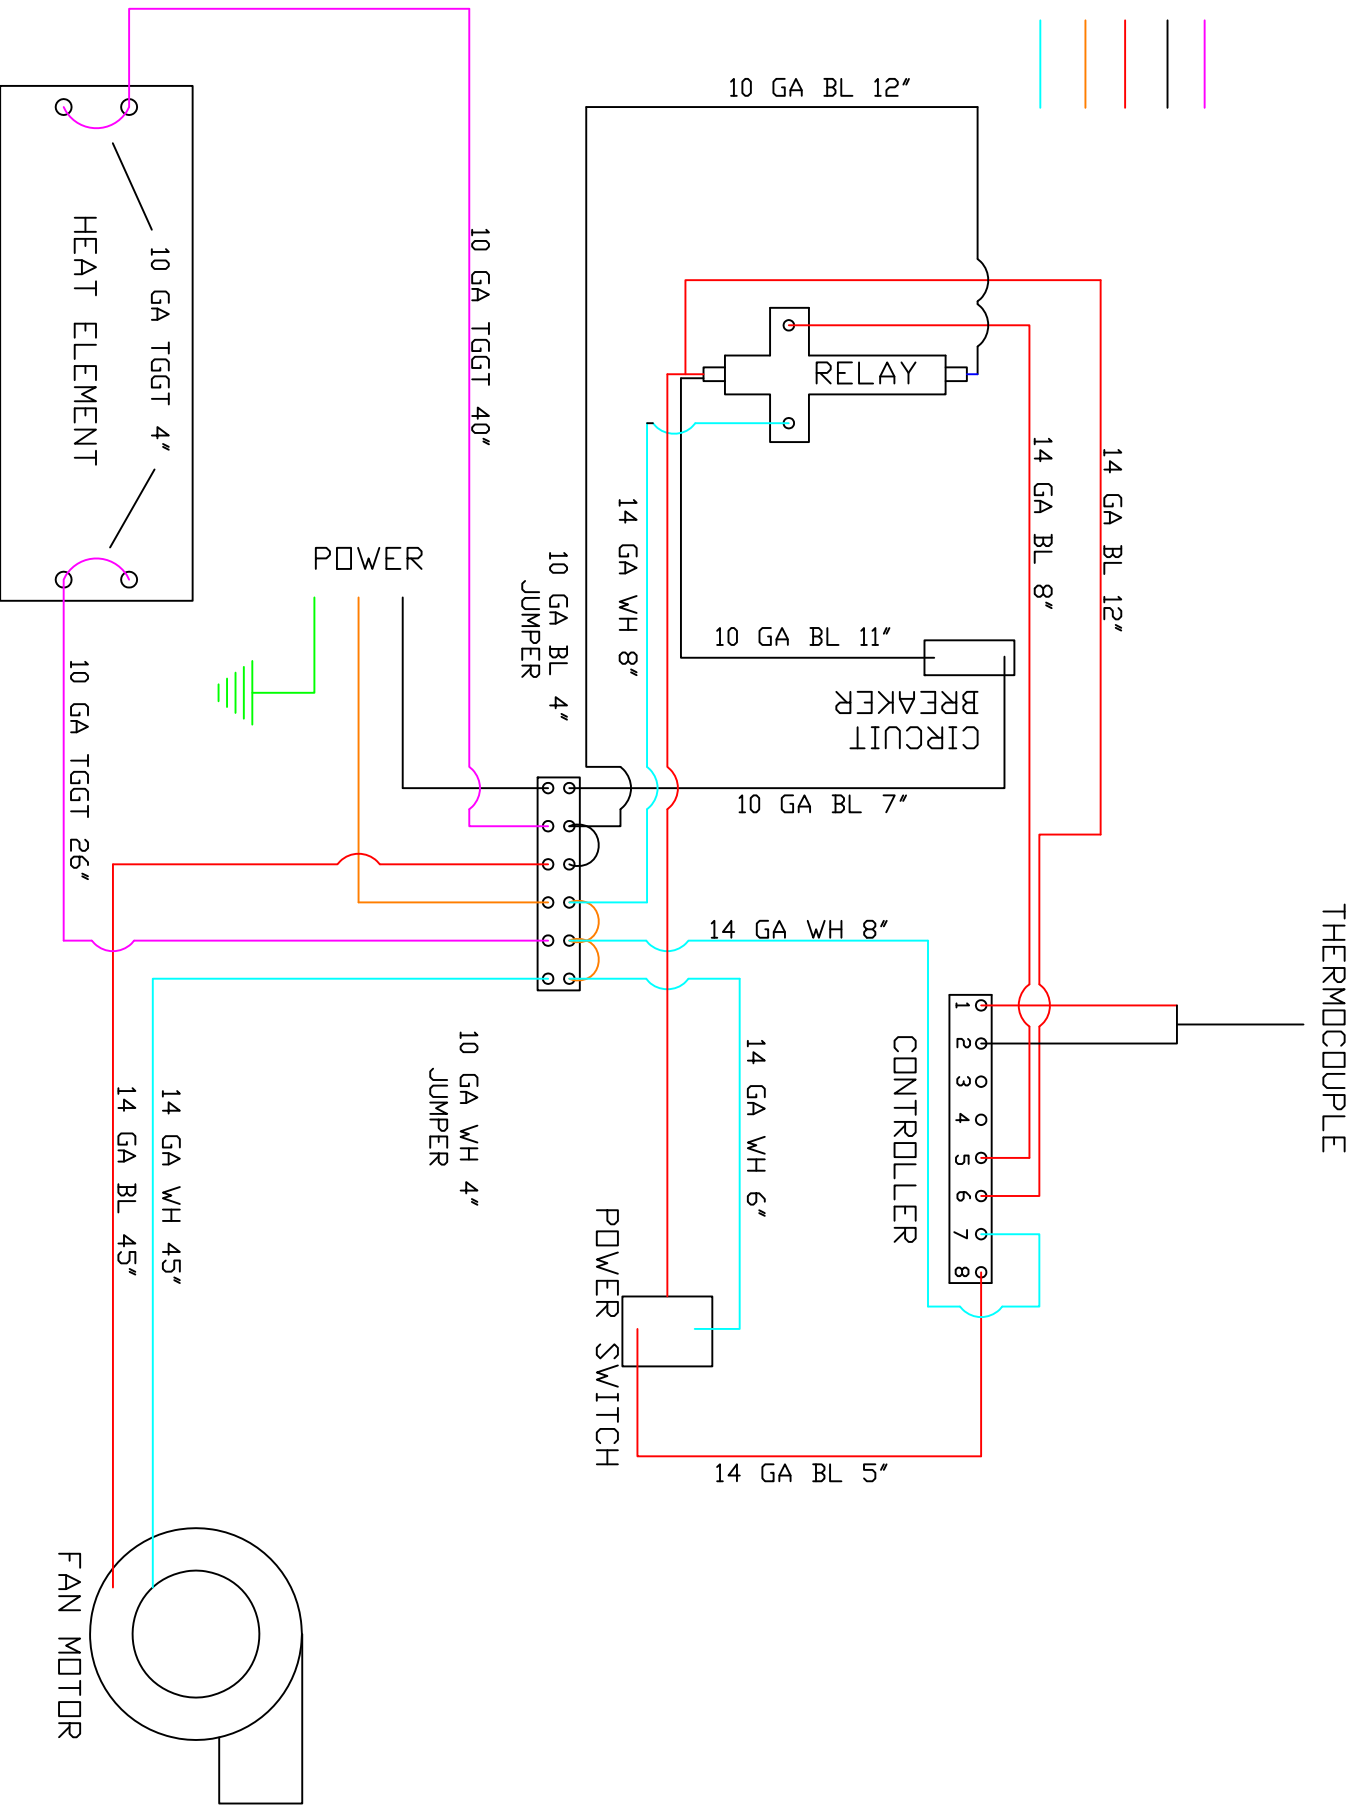 10 GA BL 12"
HEAT ELEMENT
10 GA TGGT 4"
10 GA TGGT 40"
RELAY
14 GA BL 8"
14 GA BL 12"
14 GA WH 8"
POWER
10 GA BL 4"
JUMPER
10 GA BL 11"
CIRCUIT
BREAKER
10 GA TGGT 26"
10 GA BL 7"
14 GA WH 8"
THERMOCOUPLE
1
2
3
4
5
6
7
8
CONTROLLER
10 GA WH 4"
JUMPER
14 GA WH 6"
14 GA BL 45"
14 GA WH 45"
POWER SWITCH
14 GA BL 5"
FAN MOTOR